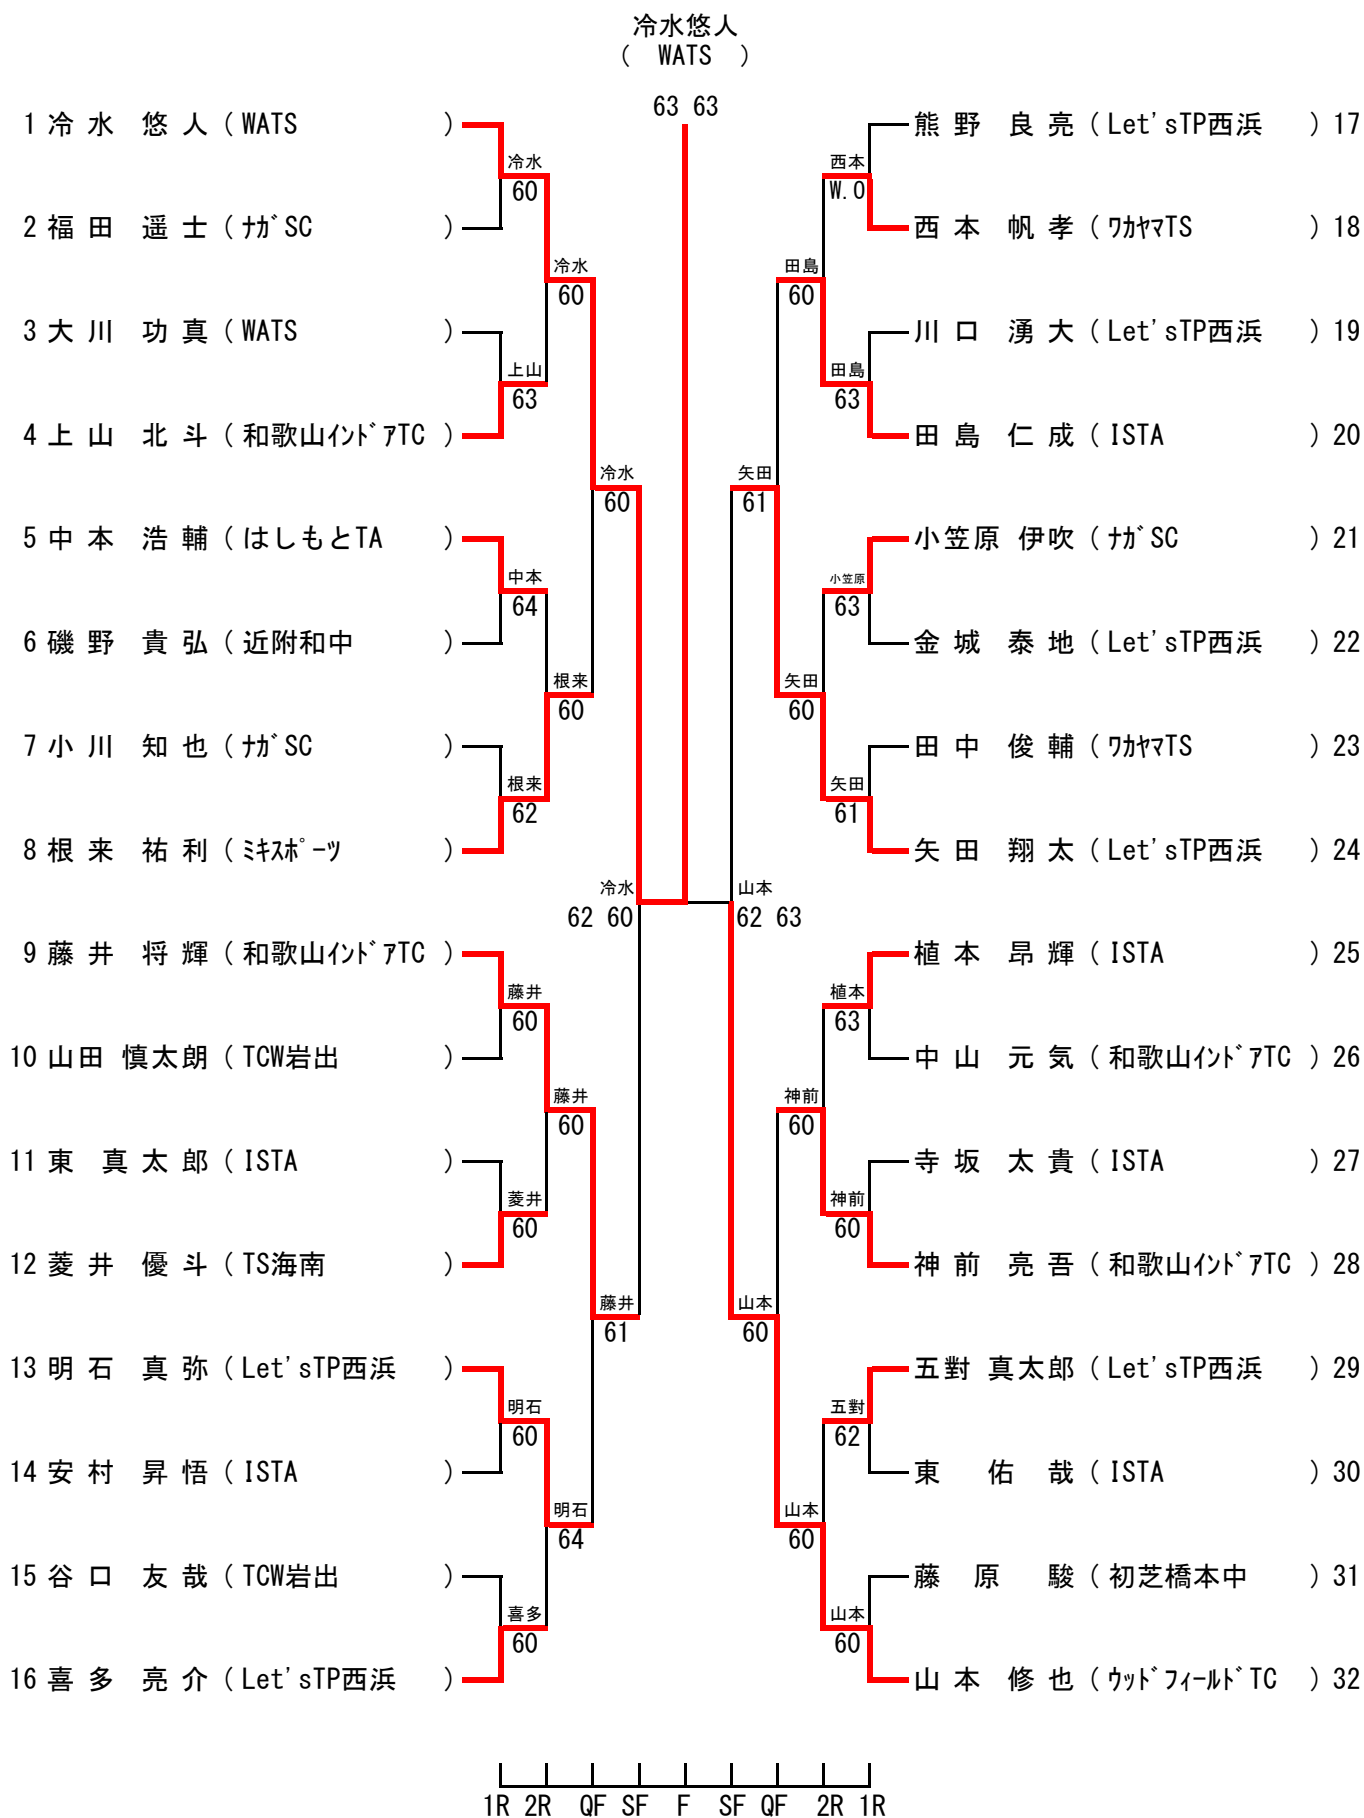 冷水悠人
( WATS )
63 63
1 冷水 悠人 ( WATS )
冷水
60
2 福田 遥士 ( ﾅｶﾞSC )
冷水
60
3 大川 功真 ( WATS )
上山
63
4 上山 北斗 ( 和歌山ｲﾝﾄﾞｱTC )
冷水
60
5 中本 浩輔 ( はしもとTA )
中本
64
6 磯野 貴弘 ( 近附和中 )
根来
60
7 小川 知也 ( ﾅｶﾞSC )
根来
62
8 根来 祐利 ( ﾐｷｽﾎﾟｰﾂ )
冷水
62 60
9 藤井 将輝 ( 和歌山ｲﾝﾄﾞｱTC )
藤井
60
10 山田 慎太朗 ( TCW岩出 )
藤井
60
11 東 真太郎 ( ISTA )
菱井
60
12 菱井 優斗 ( TS海南 )
藤井
61
13 明石 真弥 ( Let'sTP西浜 )
明石
60
14 安村 昇悟 ( ISTA )
明石
64
15 谷口 友哉 ( TCW岩出 )
喜多
60
16 喜多 亮介 ( Let'sTP西浜 )
熊野 良亮 ( Let'sTP西浜 ) 17
西本
W.O
西本 帆孝 ( ﾜｶﾔﾏTS ) 18
田島
60
川口 湧大 ( Let'sTP西浜 ) 19
田島
63
田島 仁成 ( ISTA ) 20
矢田
61
小笠原 伊吹 ( ﾅｶﾞSC ) 21
小笠原
63
金城 泰地 ( Let'sTP西浜 ) 22
矢田
60
田中 俊輔 ( ﾜｶﾔﾏTS ) 23
矢田
61
矢田 翔太 ( Let'sTP西浜 ) 24
山本
62 63
植本 昂輝 ( ISTA ) 25
植本
63
中山 元気 ( 和歌山ｲﾝﾄﾞｱTC ) 26
神前
60
寺坂 太貴 ( ISTA ) 27
神前
60
神前 亮吾 ( 和歌山ｲﾝﾄﾞｱTC ) 28
山本
60
五對 真太郎 ( Let'sTP西浜 ) 29
五對
62
東 佑哉 ( ISTA ) 30
山本
60
藤原 駿 ( 初芝橋本中 ) 31
山本
60
山本 修也 ( ｳｯﾄﾞﾌｨｰﾙﾄﾞTC ) 32
1R 2R QF SF F SF QF 2R 1R